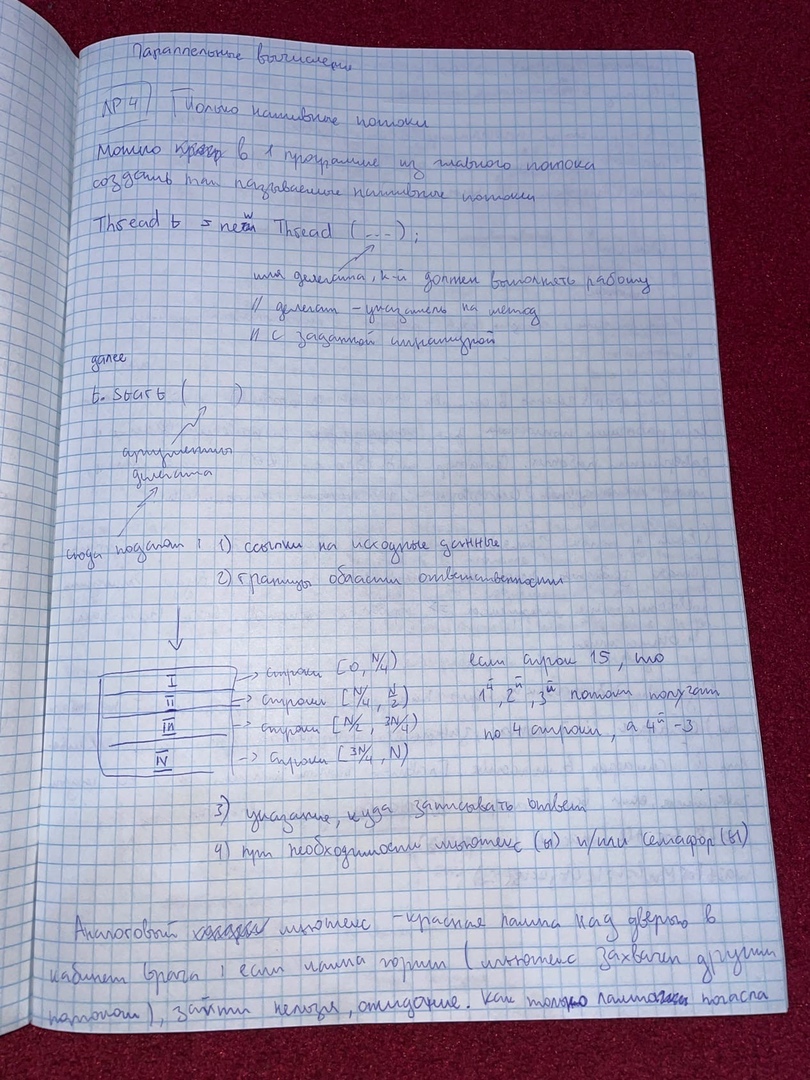 Параллельные вычисления
ЛР4 Только нативные потоки
Можно в 1 программе из главного потока
создать так называемые нативные потоки
Thread t = new Thread (---);
имя делегата, к-й должен выполнять работу
// делегат - указатель на метод
// с заданной сигнатурой
далее
t. Start ( )
аргументы
делегата
сюда подают: 1) ссылки на исходные данные
2) границы области ответственности
I → строки [0, N/4) если строк 15, то
II → строки [N/4, N/2) 1й, 2й, 3й потоки получат
III → строки [N/2, 3N/4) по 4 строки, а 4й - 3
IV → строки [3N/4, N)
3) указание, куда записывать ответ
4) при необходимости мьютекс (ы) и/или семафор (ы)
Аналоговый мьютекс - красная лампа над дверью в
кабинет врача: если лампа горит (мьютекс захвачен другим
потоком), зайти нельзя, ожидание. Как только лампочка погасла